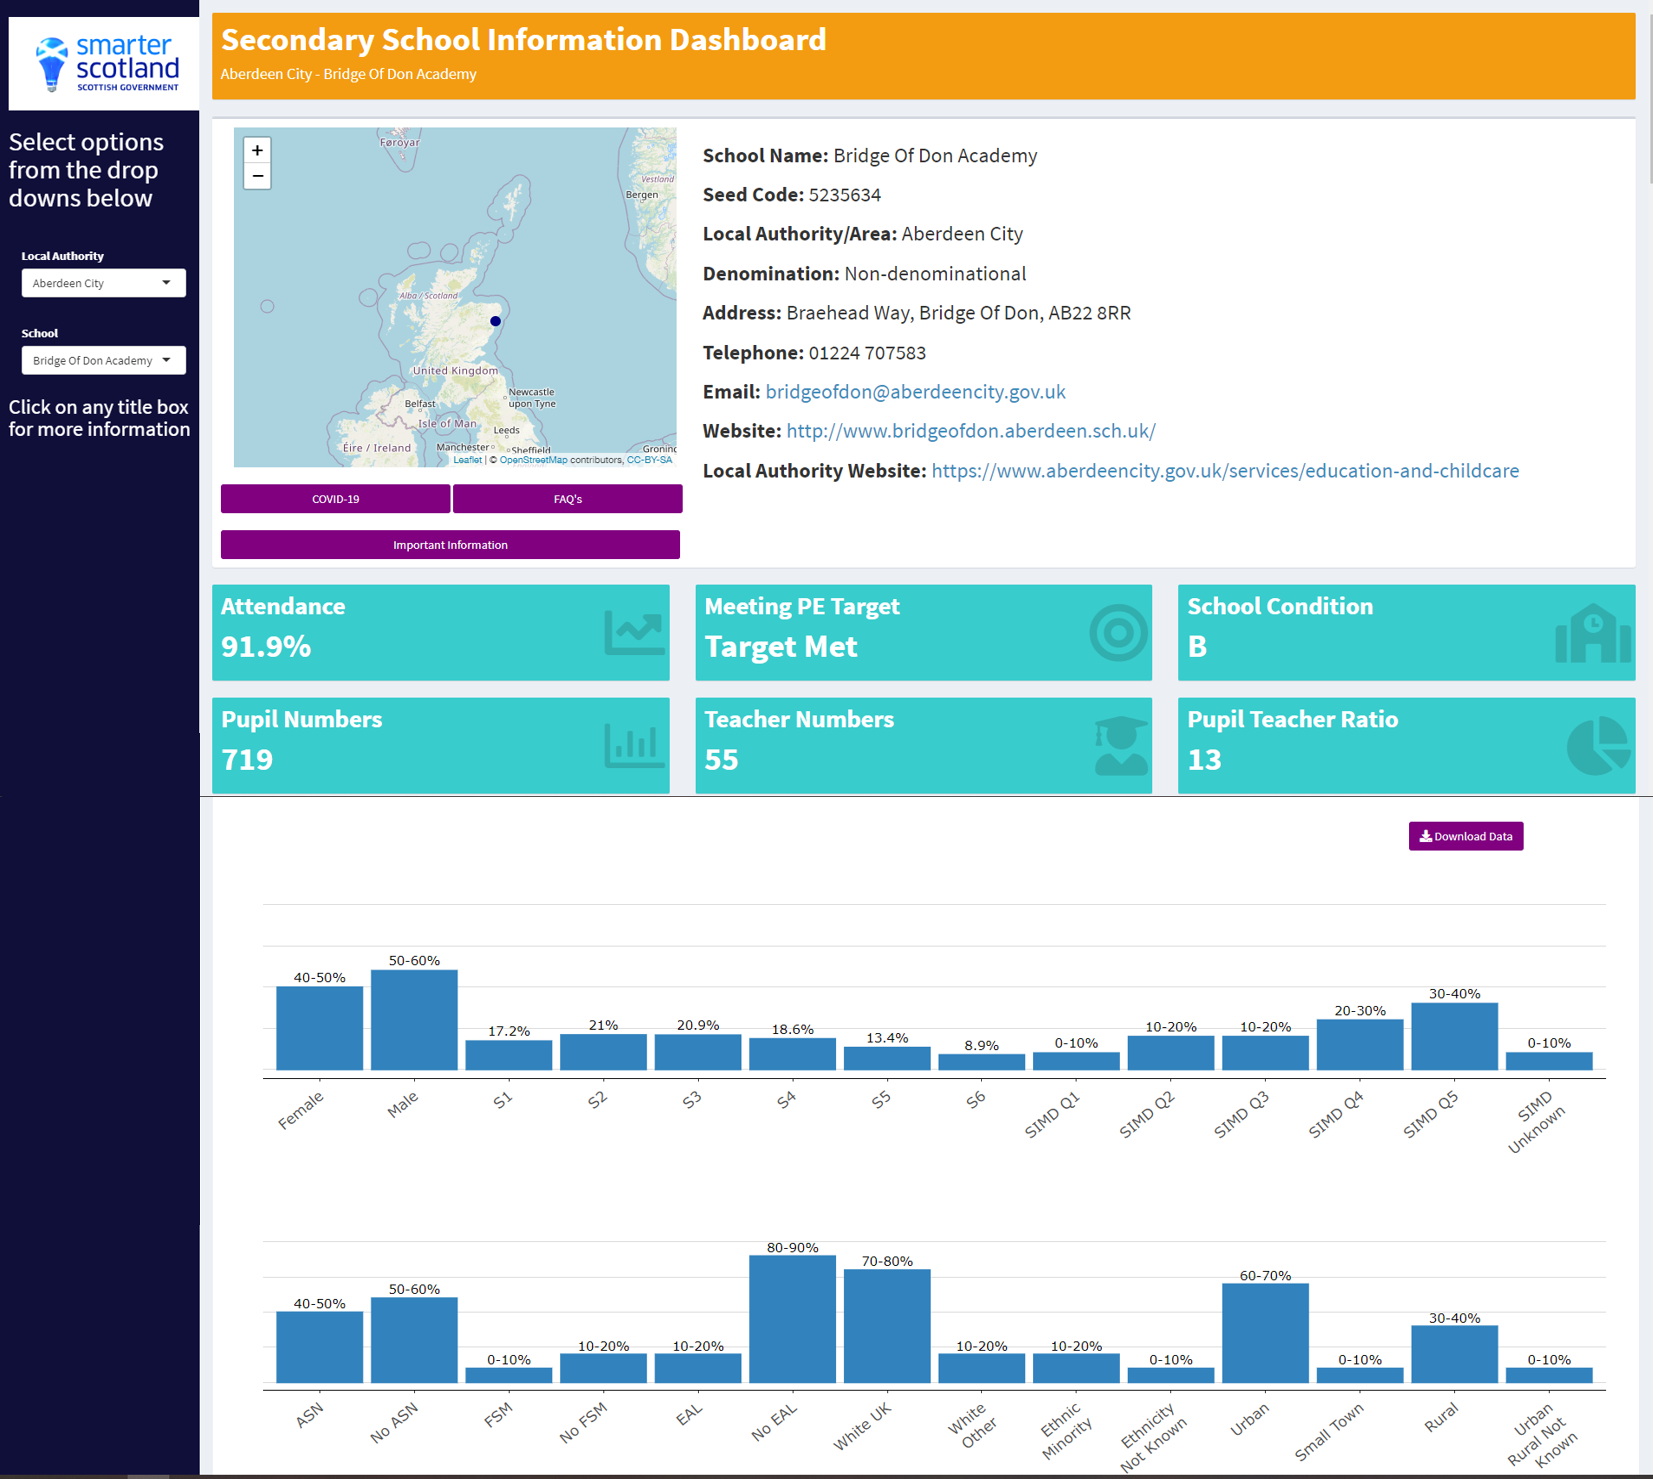 smarter
scotland
SCOTTISH GOVERNMENT
Select options
from the drop
downs below
Local Authority
Aberdeen City
School
Bridge Of Don Academy
Click on any title box
for more information
Secondary School Information Dashboard
Aberdeen City - Bridge Of Don Academy
+
−
Føroyar
Vestland
Bergen
Alba / Scotland
United Kingdom
Newcastle
upon Tyne
Belfast
Isle of Man
Leeds
Éire / Ireland
Manchester
Sheffield
Groning
Leaflet | © OpenStreetMap contributors, CC-BY-SA
COVID-19
FAQ's
Important Information
School Name: Bridge Of Don Academy
Seed Code: 5235634
Local Authority/Area: Aberdeen City
Denomination: Non-denominational
Address: Braehead Way, Bridge Of Don, AB22 8RR
Telephone: 01224 707583
Email: bridgeofdon@aberdeencity.gov.uk
Website: http://www.bridgeofdon.aberdeen.sch.uk/
Local Authority Website: https://www.aberdeencity.gov.uk/services/education-and-childcare
Attendance
91.9%
Meeting PE Target
Target Met
School Condition
B
Pupil Numbers
719
Teacher Numbers
55
Pupil Teacher Ratio
13
Download Data
40-50%
50-60%
17.2%
21%
20.9%
18.6%
13.4%
8.9%
0-10%
10-20%
10-20%
20-30%
30-40%
0-10%
Female
Male
S1
S2
S3
S4
S5
S6
SIMD Q1
SIMD Q2
SIMD Q3
SIMD Q4
SIMD Q5
SIMD
Unknown
40-50%
50-60%
0-10%
10-20%
10-20%
80-90%
70-80%
10-20%
10-20%
0-10%
60-70%
0-10%
30-40%
0-10%
ASN
No ASN
FSM
No FSM
EAL
No EAL
White UK
White
Other
Ethnic
Minority
Ethnicity
Not Known
Urban
Small Town
Rural
Urban
Rural Not
Known